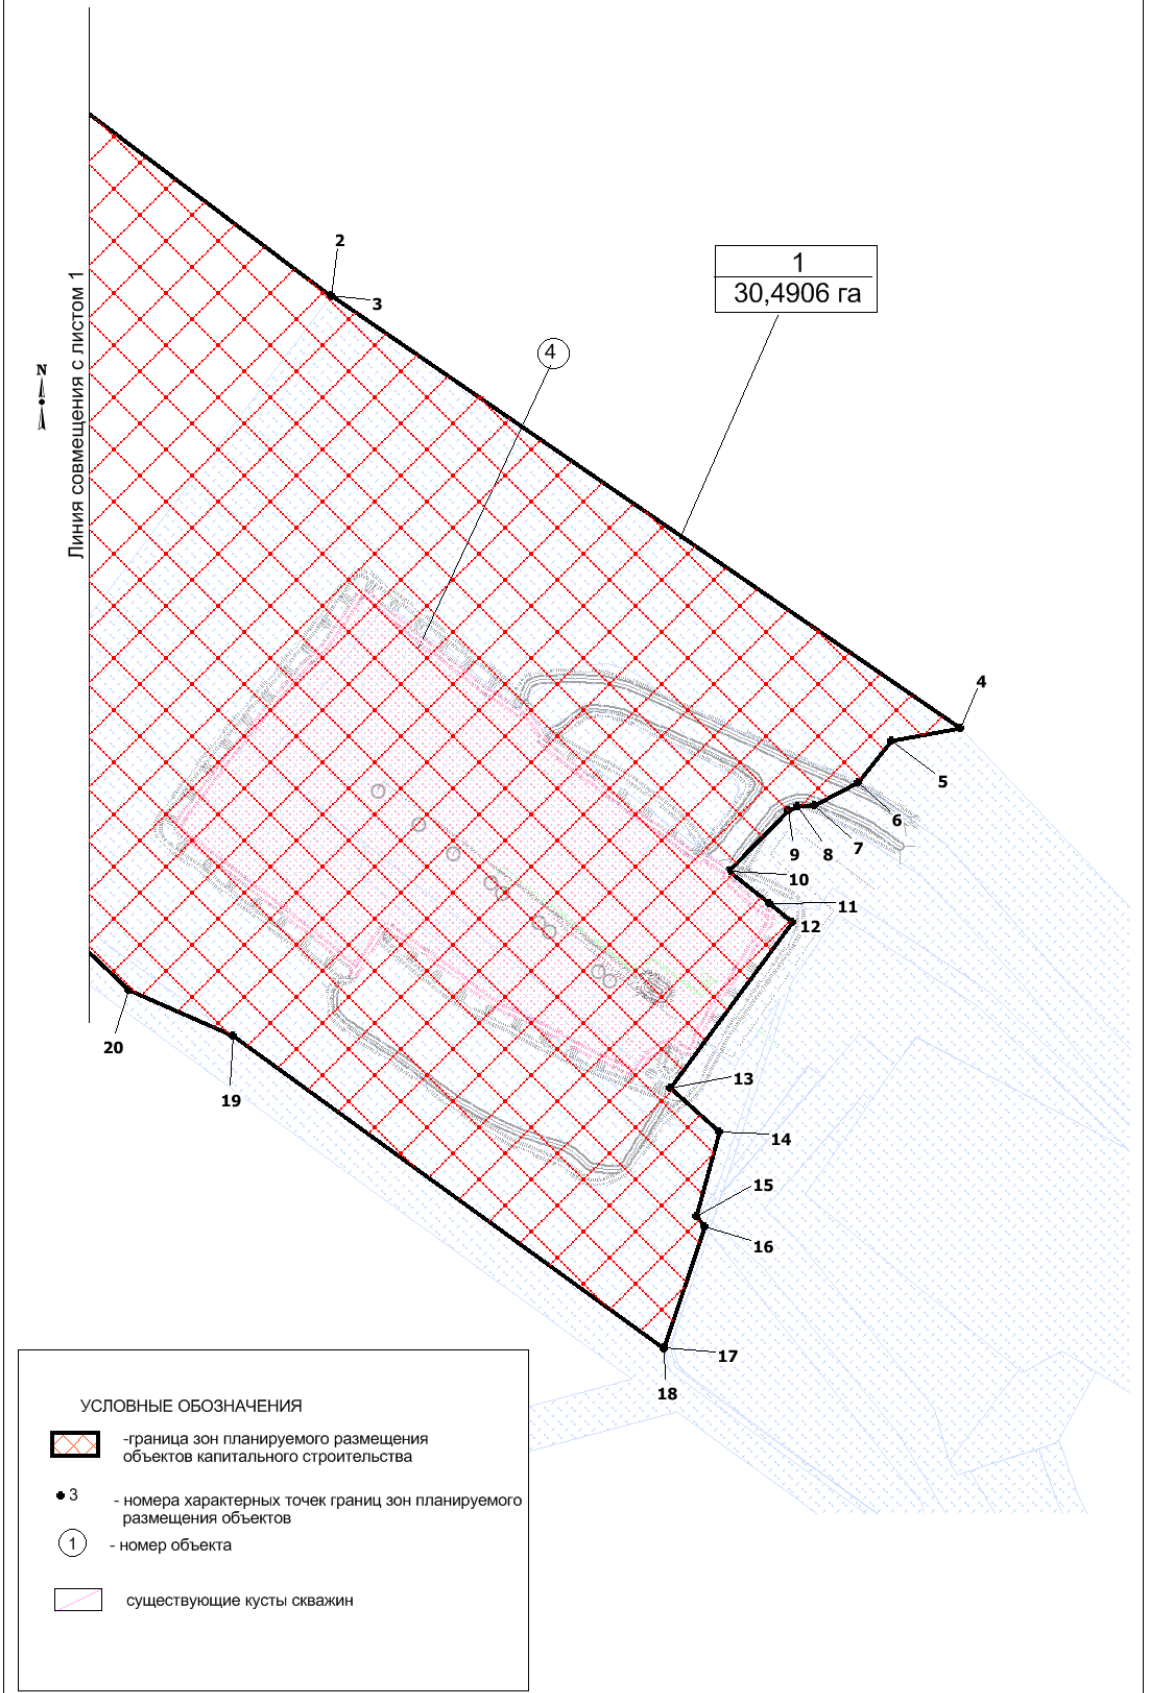 2
3
1
30,4906 га
4
N
Линия совмещения с листом 1
4
5
6
7
8
9
10
11
12
13
14
15
16
17
18
19
20
УСЛОВНЫЕ ОБОЗНАЧЕНИЯ
-граница зон планируемого размещения
объектов капитального строительства
3
- номера характерных точек границ зон планируемого
размещения объектов
1
- номер объекта
существующие кусты скважин